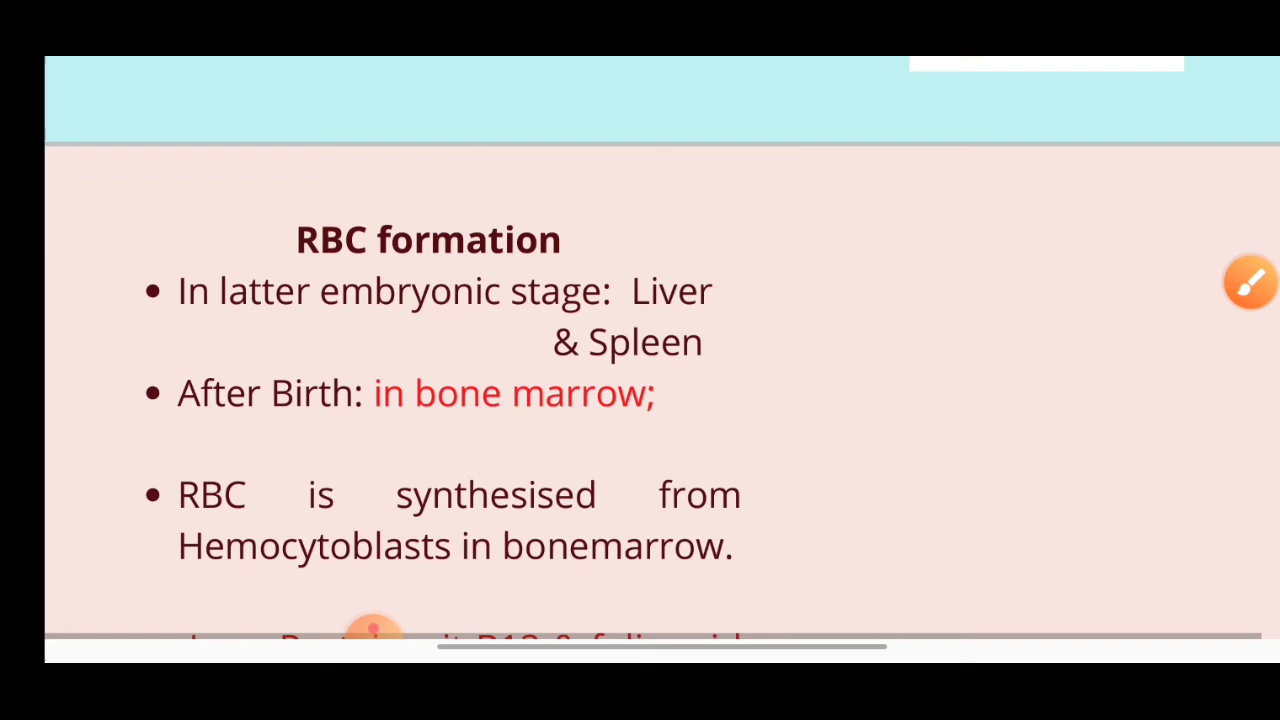 RBC formation
• In latter embryonic stage: Liver
& Spleen
• After Birth: in bone marrow;
• RBC is synthesised from
Hemocytoblasts in bonemarrow.